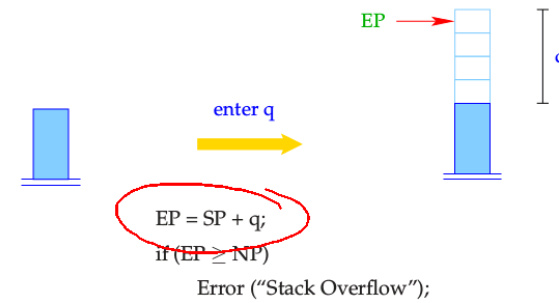 EP
enter q
EP = SP + q;
if (EP ≥ NP)
Error (“Stack Overflow”);